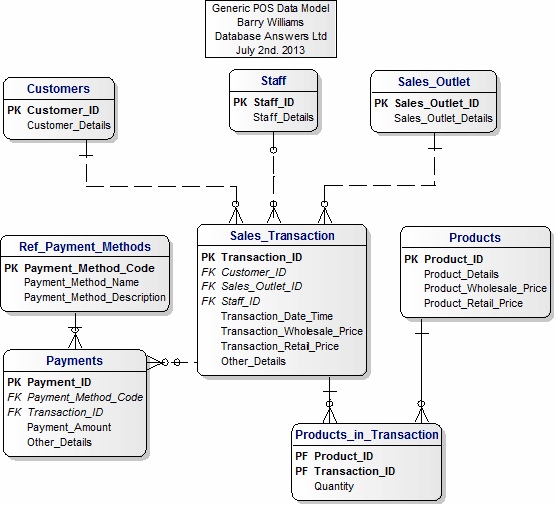 Generic POS Data Model
Barry Williams
Database Answers Ltd
July 2nd. 2013
Customers
PK Customer_ID
Customer_Details
Staff
PK Staff_ID
Staff_Details
Sales_Outlet
PK Sales_Outlet_ID
Sales_Outlet_Details
Ref_Payment_Methods
PK Payment_Method_Code
Payment_Method_Name
Payment_Method_Description
Sales_Transaction
PK Transaction_ID
FK Customer_ID
FK Sales_Outlet_ID
FK Staff_ID
Transaction_Date_Time
Transaction_Wholesale_Price
Transaction_Retail_Price
Other_Details
Products
PK Product_ID
Product_Details
Product_Wholesale_Price
Product_Retail_Price
Payments
PK Payment_ID
FK Payment_Method_Code
FK Transaction_ID
Payment_Amount
Other_Details
Products_in_Transaction
PF Product_ID
PF Transaction_ID
Quantity